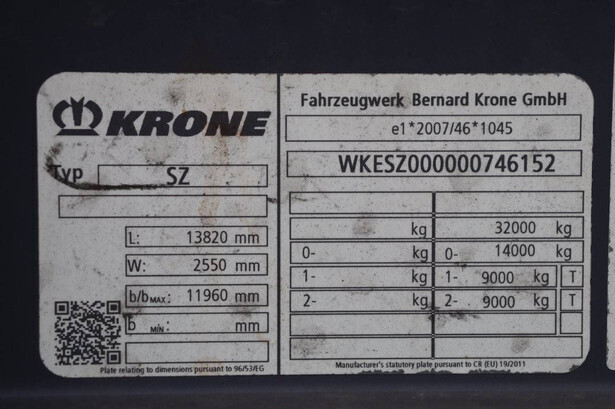 KRONE
Typ SZ
L: 13820 mm
W: 2550 mm
b/b MAX: 11960 mm
b MIN: mm
Plate relating to dimensions pursuant to 96/53/EG
Fahrzeugwerk Bernard Krone GmbH
e1*2007/46*1045
WKESZ000000746152
kg 32000 kg
0- kg 0- 14000 kg
1- kg 1- 9000 kg T
2- kg 2- 9000 kg T
Manufacturer's statutory plate pursuant to CR (EU) 19/2011